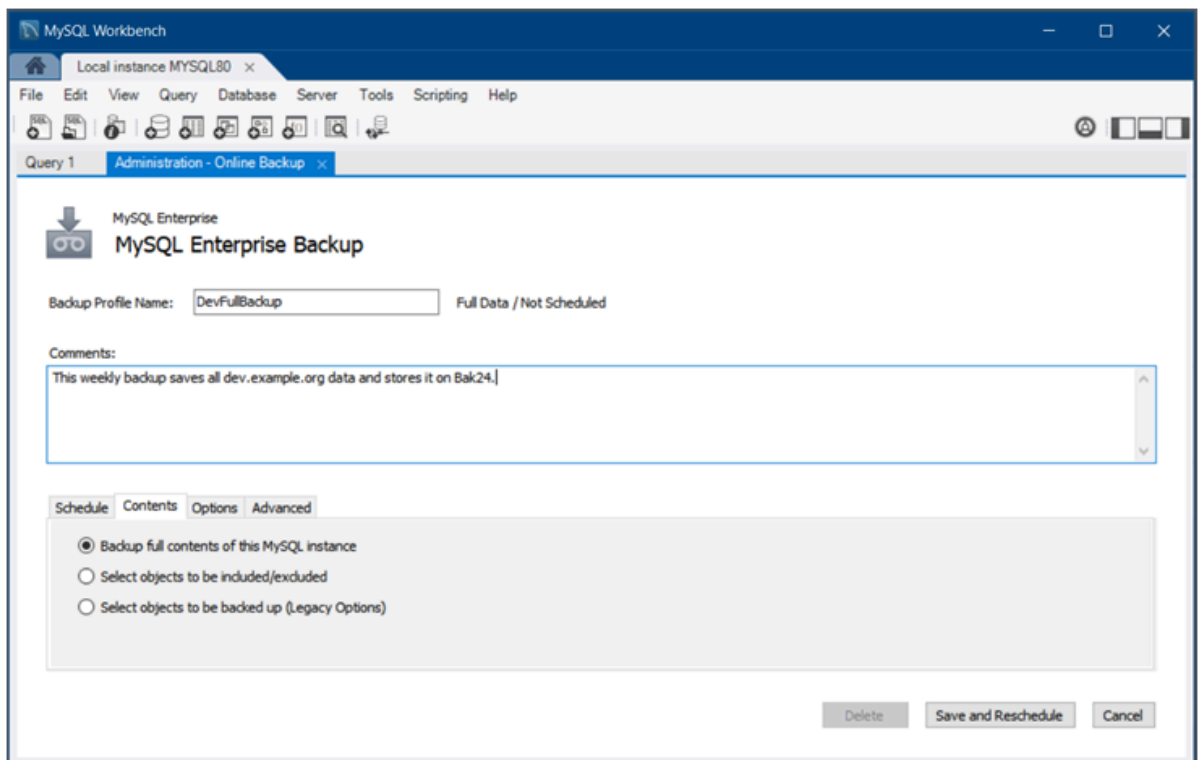 MySQL Workbench
Local instance MYSQL80
File Edit View Query Database Server Tools Scripting Help
Query 1 Administration - Online Backup
MySQL Enterprise
MySQL Enterprise Backup
Backup Profile Name: DevFullBackup Full Data / Not Scheduled
Comments:
This weekly backup saves all dev.example.org data and stores it on Bak24.
Schedule Contents Options Advanced
Backup full contents of this MySQL instance
Select objects to be included/excluded
Select objects to be backed up (Legacy Options)
Delete Save and Reschedule Cancel